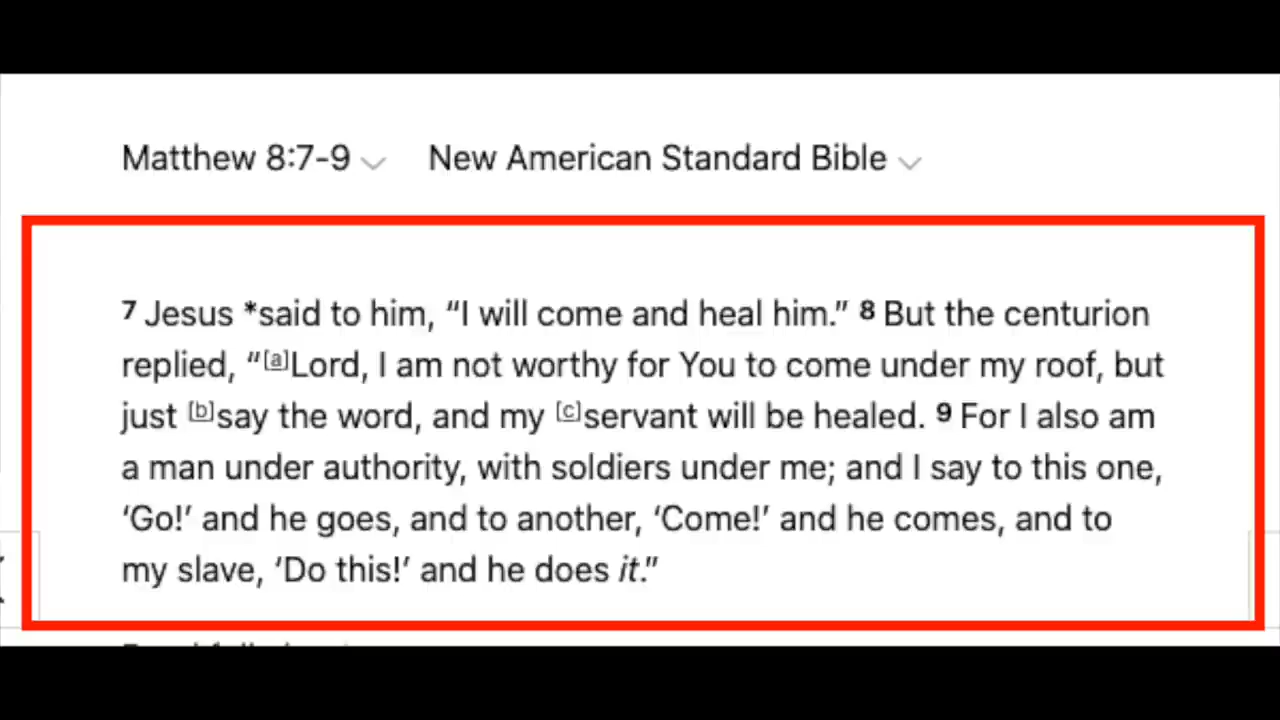 Matthew 8:7-9 New American Standard Bible
7 Jesus *said to him, “I will come and heal him.” 8 But the centurion
replied, “[a]Lord, I am not worthy for You to come under my roof, but
just [b]say the word, and my [c]servant will be healed. 9 For I also am
a man under authority, with soldiers under me; and I say to this one,
‘Go!’ and he goes, and to another, ‘Come!’ and he comes, and to
my slave, ‘Do this!’ and he does it.”